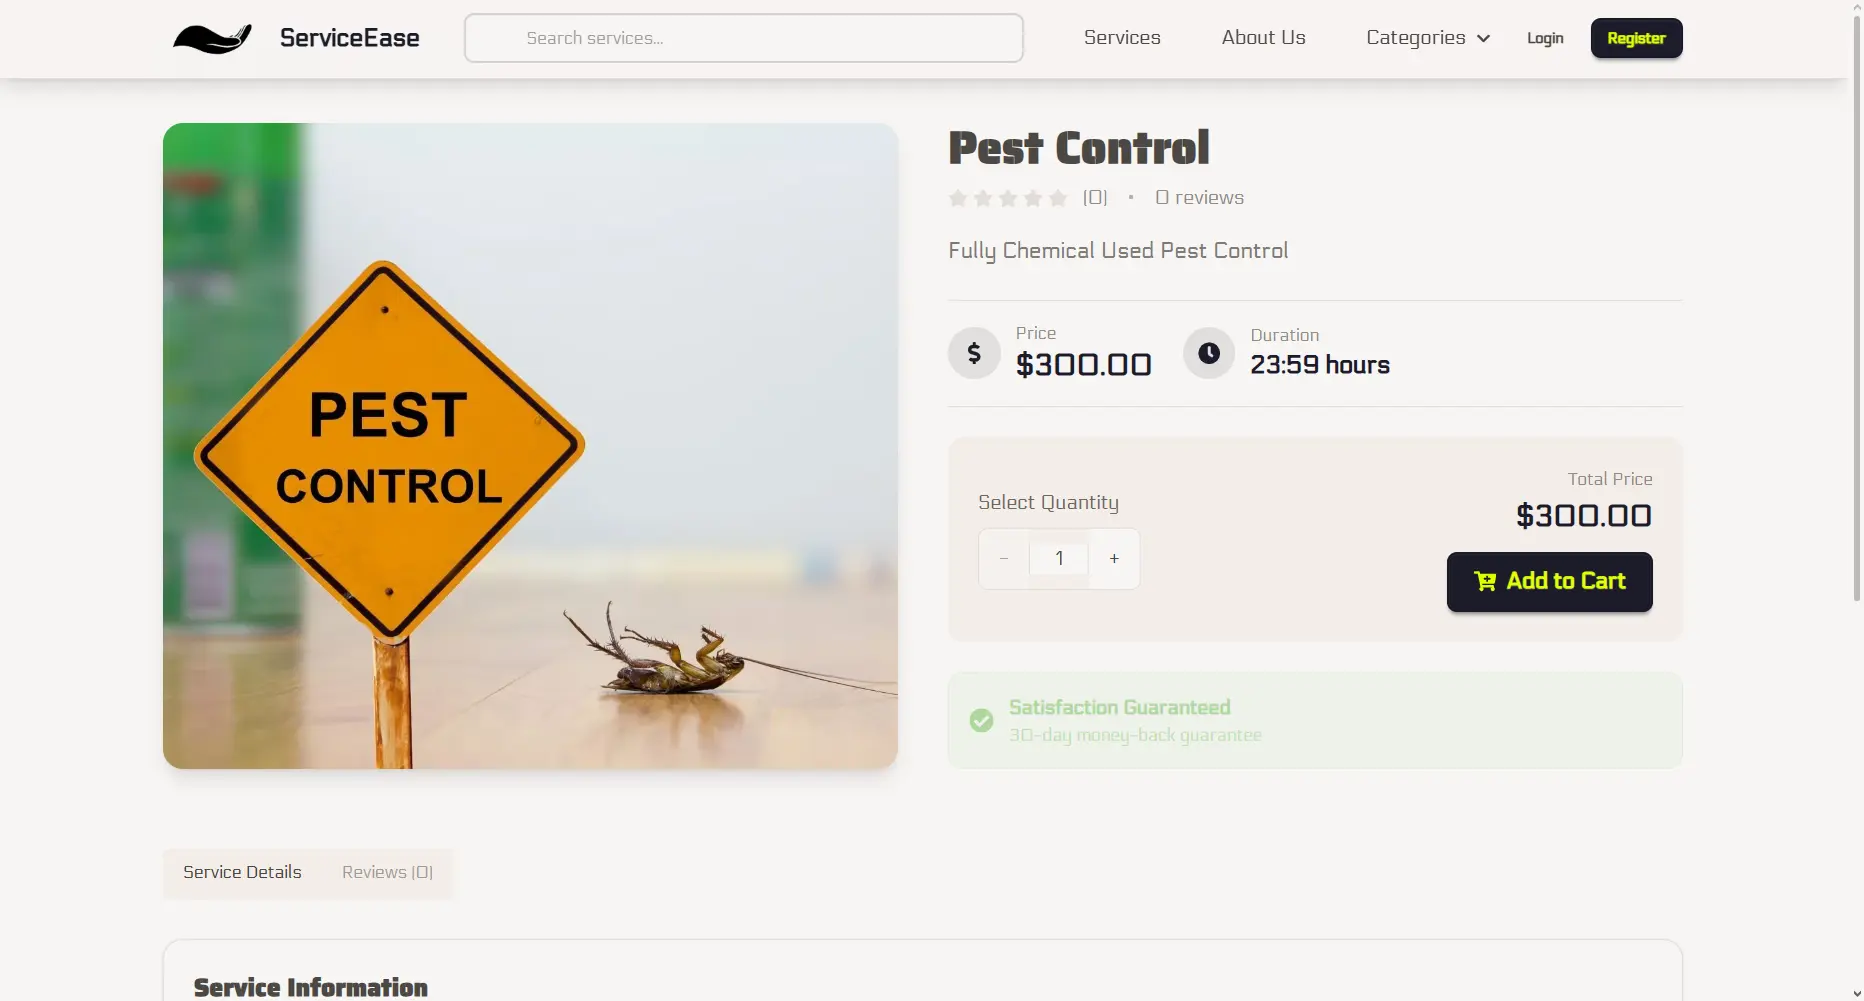 ServiceEase
Search services...
Services
About Us
Categories
Login
Register
PEST
CONTROL
Pest Control
(0) • 0 reviews
Fully Chemical Used Pest Control
Price
$300.00
Duration
23:59 hours
Select Quantity
− 1 +
Total Price
$300.00
Add to Cart
Satisfaction Guaranteed
30-day money-back guarantee
Service Details
Reviews (0)
Service Information